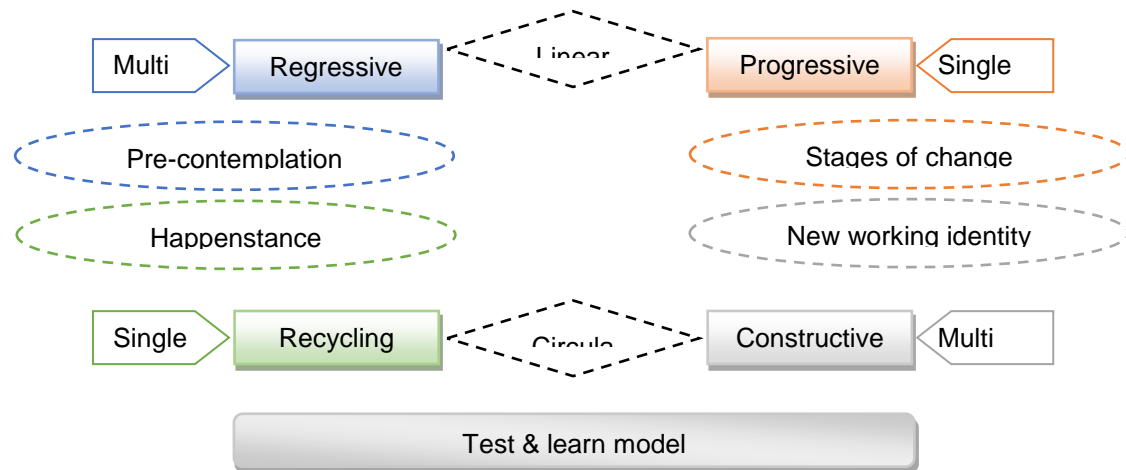 Multi
Regressive
Linear
Progressive
Single
Pre-contemplation
Stages of change
Happenstance
New working identity
Single
Recycling
Circula
Constructive
Multi
Test & learn model